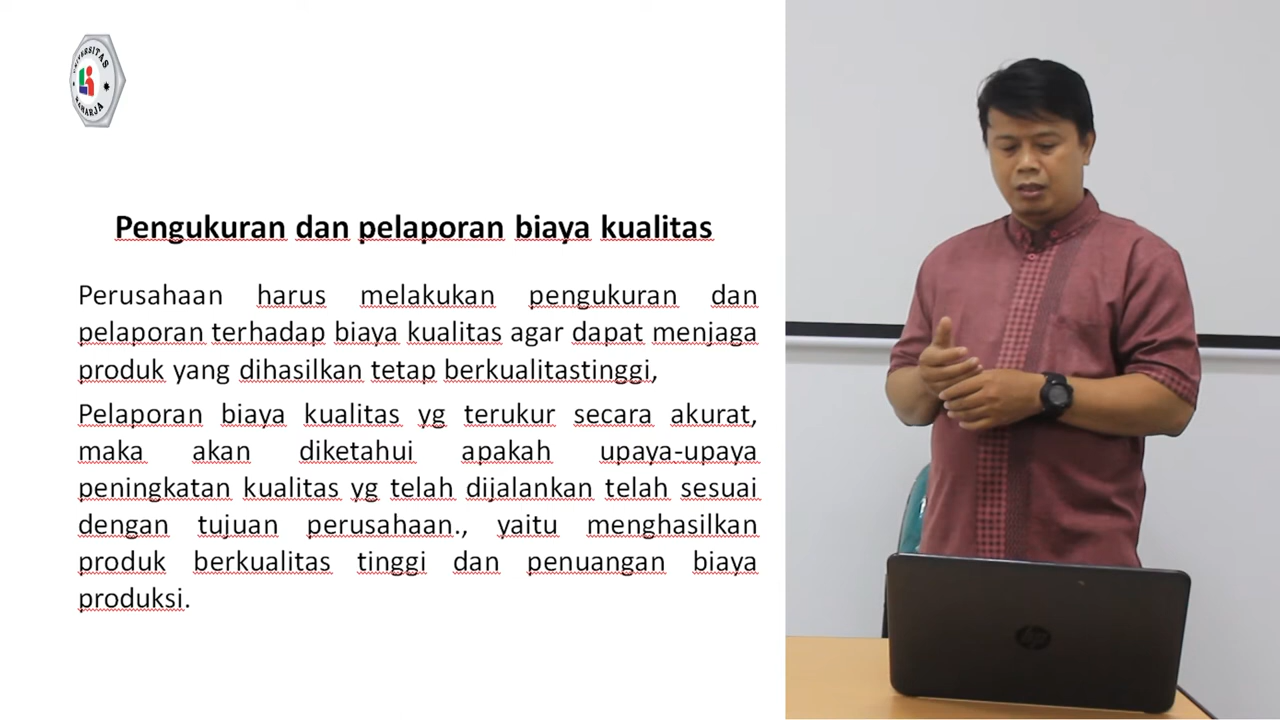 UNIVERSITAS
Pengukuran dan pelaporan biaya kualitas
Perusahaan harus melakukan pengukuran dan
pelaporan terhadap biaya kualitas agar dapat menjaga
produk yang dihasilkan tetap berkualitastinggi,
Pelaporan biaya kualitas yg terukur secara akurat,
maka akan diketahui apakah upaya-upaya
peningkatan kualitas yg telah dijalankan telah sesuai
dengan tujuan perusahaan., yaitu menghasilkan
produk berkualitas tinggi dan penuangan biaya
produksi.
hp